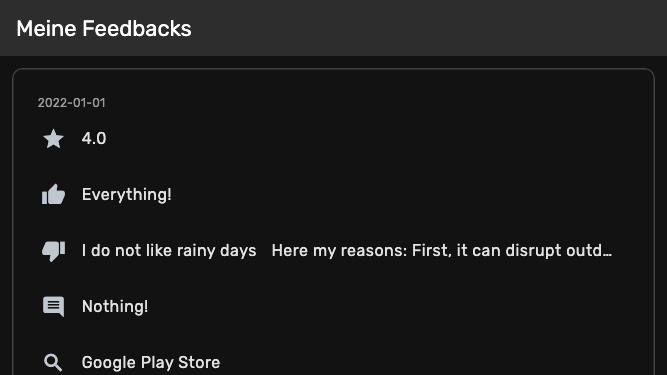 Meine Feedbacks
2022-01-01
4.0
Everything!
I do not like rainy days   Here my reasons: First, it can disrupt outd...
Nothing!
Google Play Store